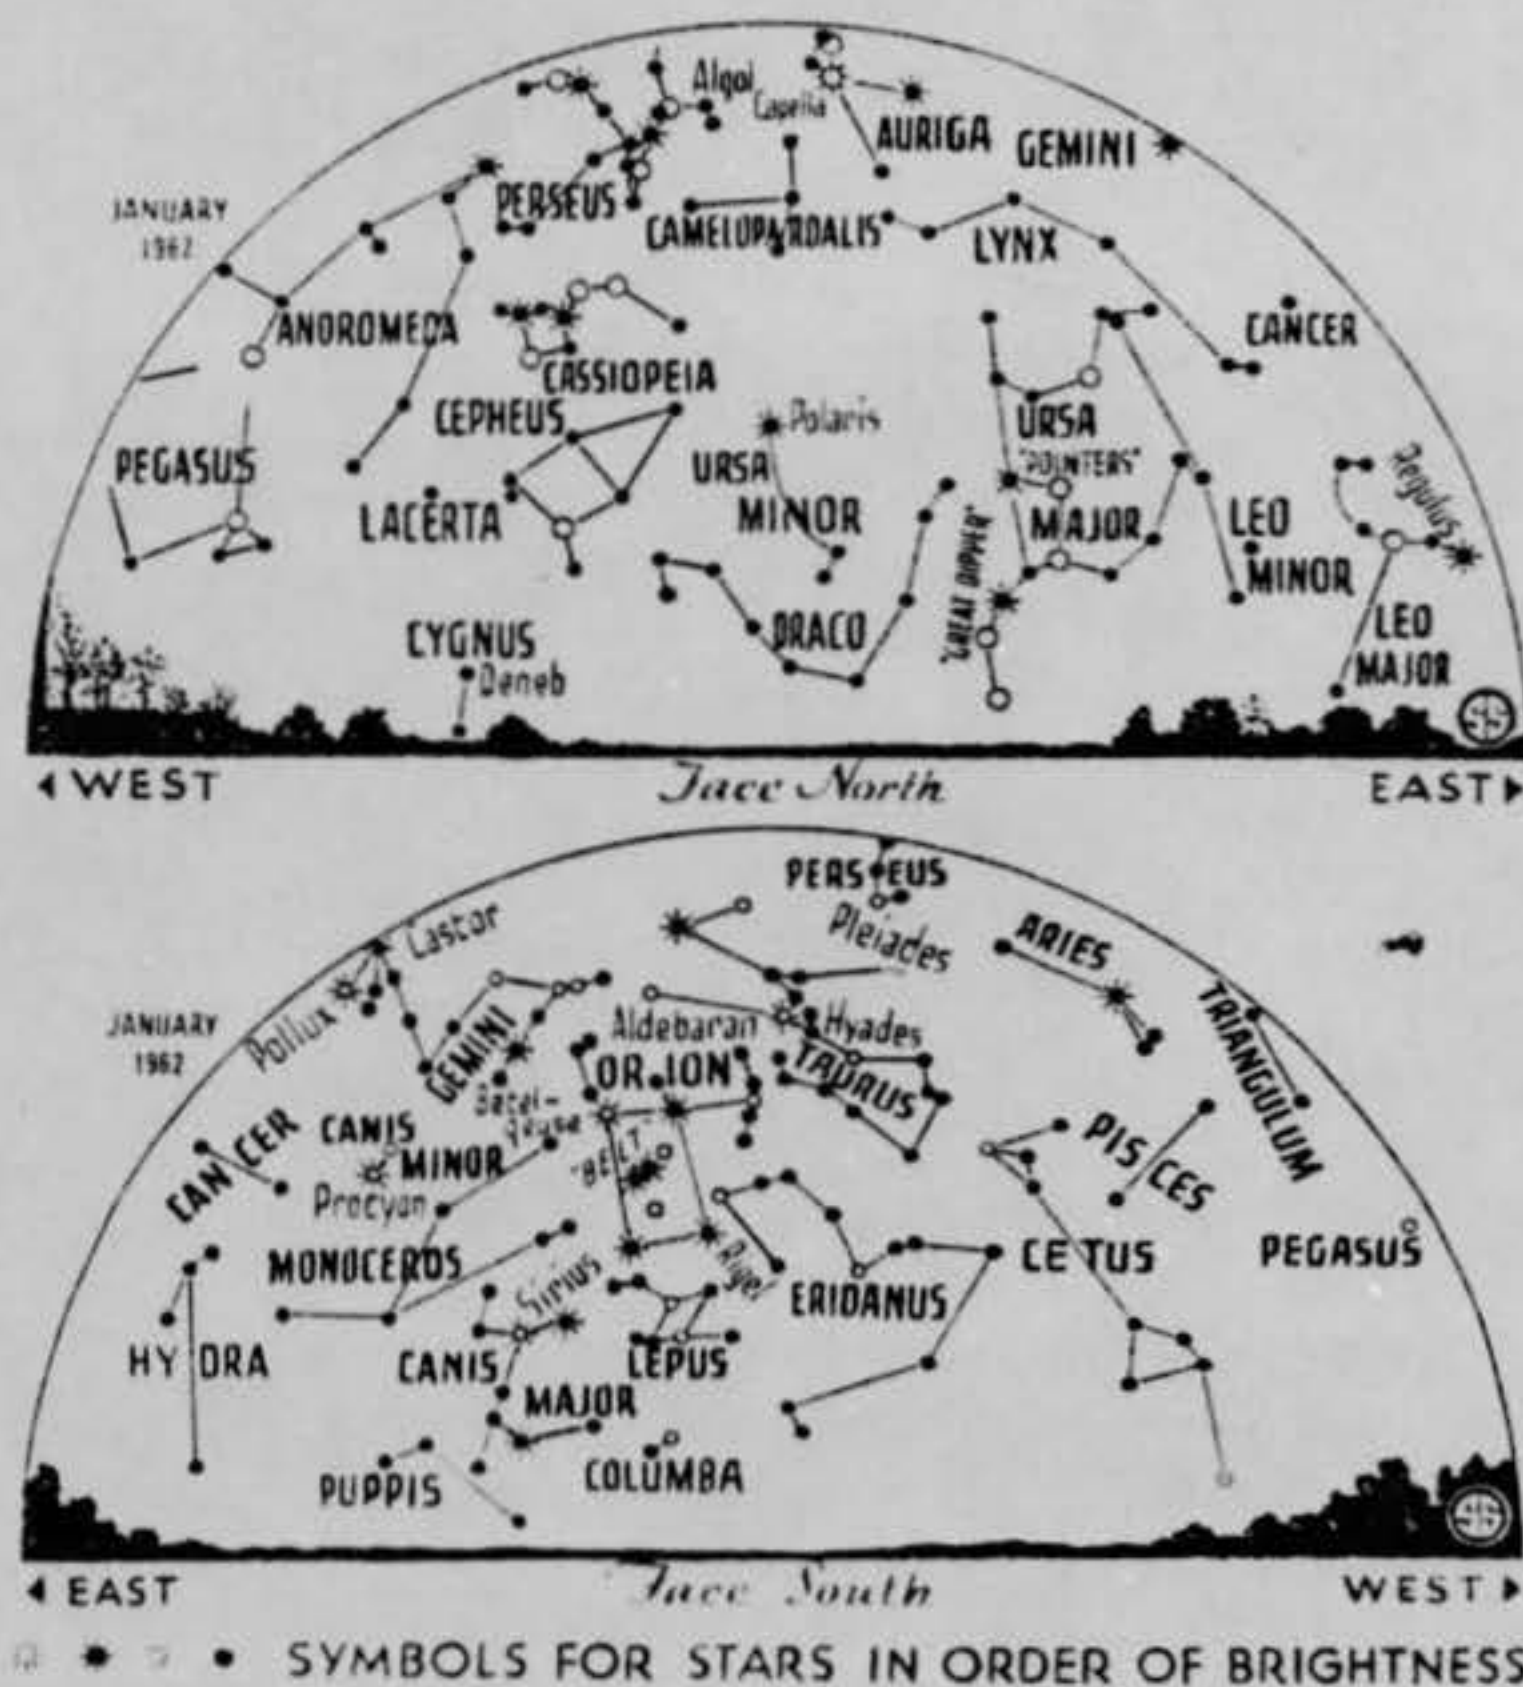 Algol
Capella
AURIGA
GEMINI
JANUARY
1962
PERSEUS
CAMELOPARDALIS
LYNX
ANDROMEDA
CANCER
CASSIOPEIA
CEPHEUS
Polaris
URSA
"POINTERS"
PEGASUS
URSA
Regulus
LACERTA
MINOR
MAJOR
LEO
MINOR
"GREAT DIPPER"
CYGNUS
Deneb
DRACO
LEO
MAJOR
WEST
Face North
EAST
PERSEUS
Castor
Pleiades
ARIES
JANUARY
1962
Pollux
GEMINI
Aldebaran
Hyades
TRIANGULUM
ORION
TAURUS
Betel-
geuse
CANCER
CANIS
MINOR
"BELT"
PISCES
Procyon
MONOCEROS
Sirius
Rigel
CETUS
PEGASUS
ERIDANUS
HYDRA
CANIS
LEPUS
MAJOR
PUPPIS
COLUMBA
EAST
Face South
WEST
SYMBOLS FOR STARS IN ORDER OF BRIGHTNESS